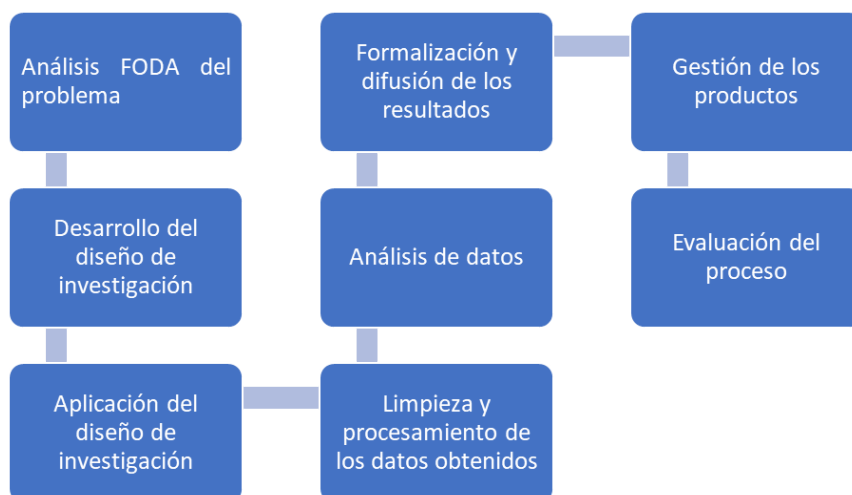 Análisis FODA del
problema
Desarrollo del
diseño de
investigación
Aplicación del
diseño de
investigación
Limpieza y
procesamiento de
los datos obtenidos
Análisis de datos
Formalización y
difusión de los
resultados
Gestión de los
productos
Evaluación del
proceso